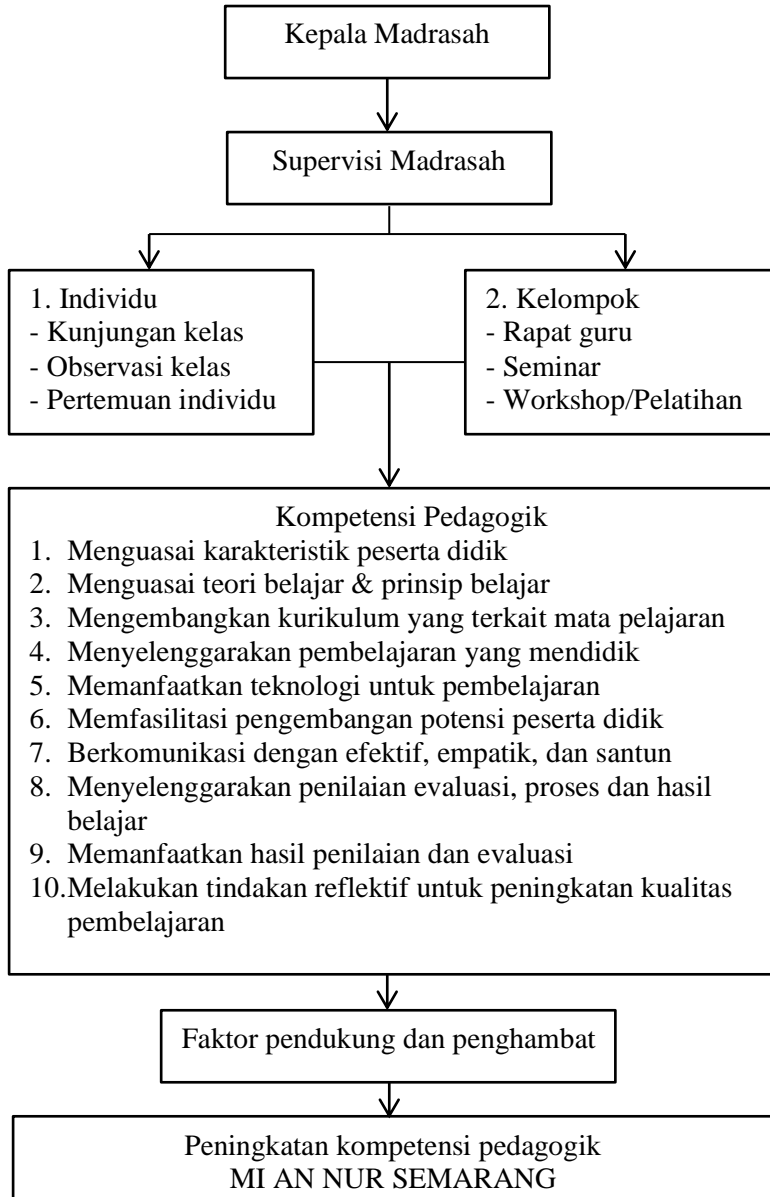 Kepala Madrasah
Supervisi Madrasah
1. Individu
- Kunjungan kelas
- Observasi kelas
- Pertemuan individu
2. Kelompok
- Rapat guru
- Seminar
- Workshop/Pelatihan
Kompetensi Pedagogik
1. Menguasai karakteristik peserta didik
2. Menguasai teori belajar & prinsip belajar
3. Mengembangkan kurikulum yang terkait mata pelajaran
4. Menyelenggarakan pembelajaran yang mendidik
5. Memanfaatkan teknologi untuk pembelajaran
6. Memfasilitasi pengembangan potensi peserta didik
7. Berkomunikasi dengan efektif, empatik, dan santun
8. Menyelenggarakan penilaian evaluasi, proses dan hasil
belajar
9. Memanfaatkan hasil penilaian dan evaluasi
10.Melakukan tindakan reflektif untuk peningkatan kualitas
pembelajaran
Faktor pendukung dan penghambat
Peningkatan kompetensi pedagogik
MI AN NUR SEMARANG